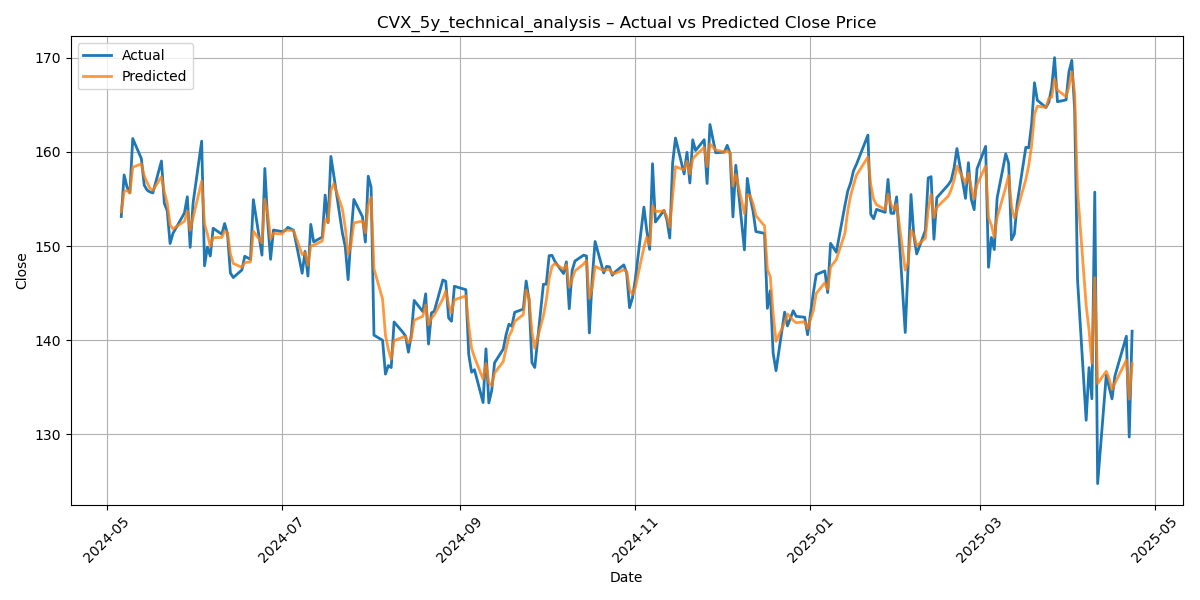 CVX_5y_technical_analysis – Actual vs Predicted Close Price
Actual
Predicted
170
160
150
140
130
Close
2024-05
2024-07
2024-09
2024-11
2025-01
2025-03
2025-05
Date